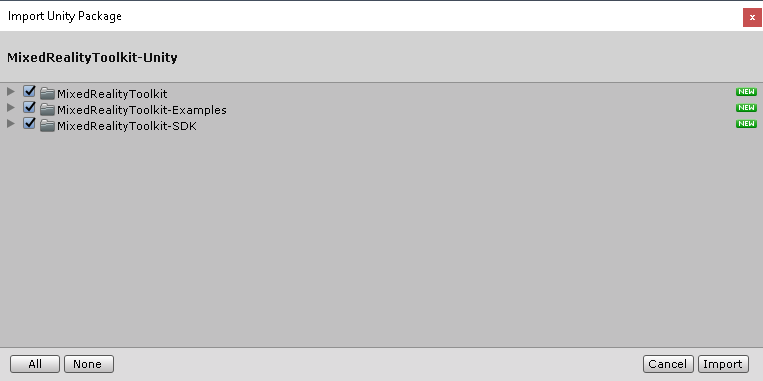 Import Unity Package
x
MixedRealityToolkit-Unity
MixedRealityToolkit NEW
MixedRealityToolkit-Examples NEW
MixedRealityToolkit-SDK NEW
All None Cancel Import